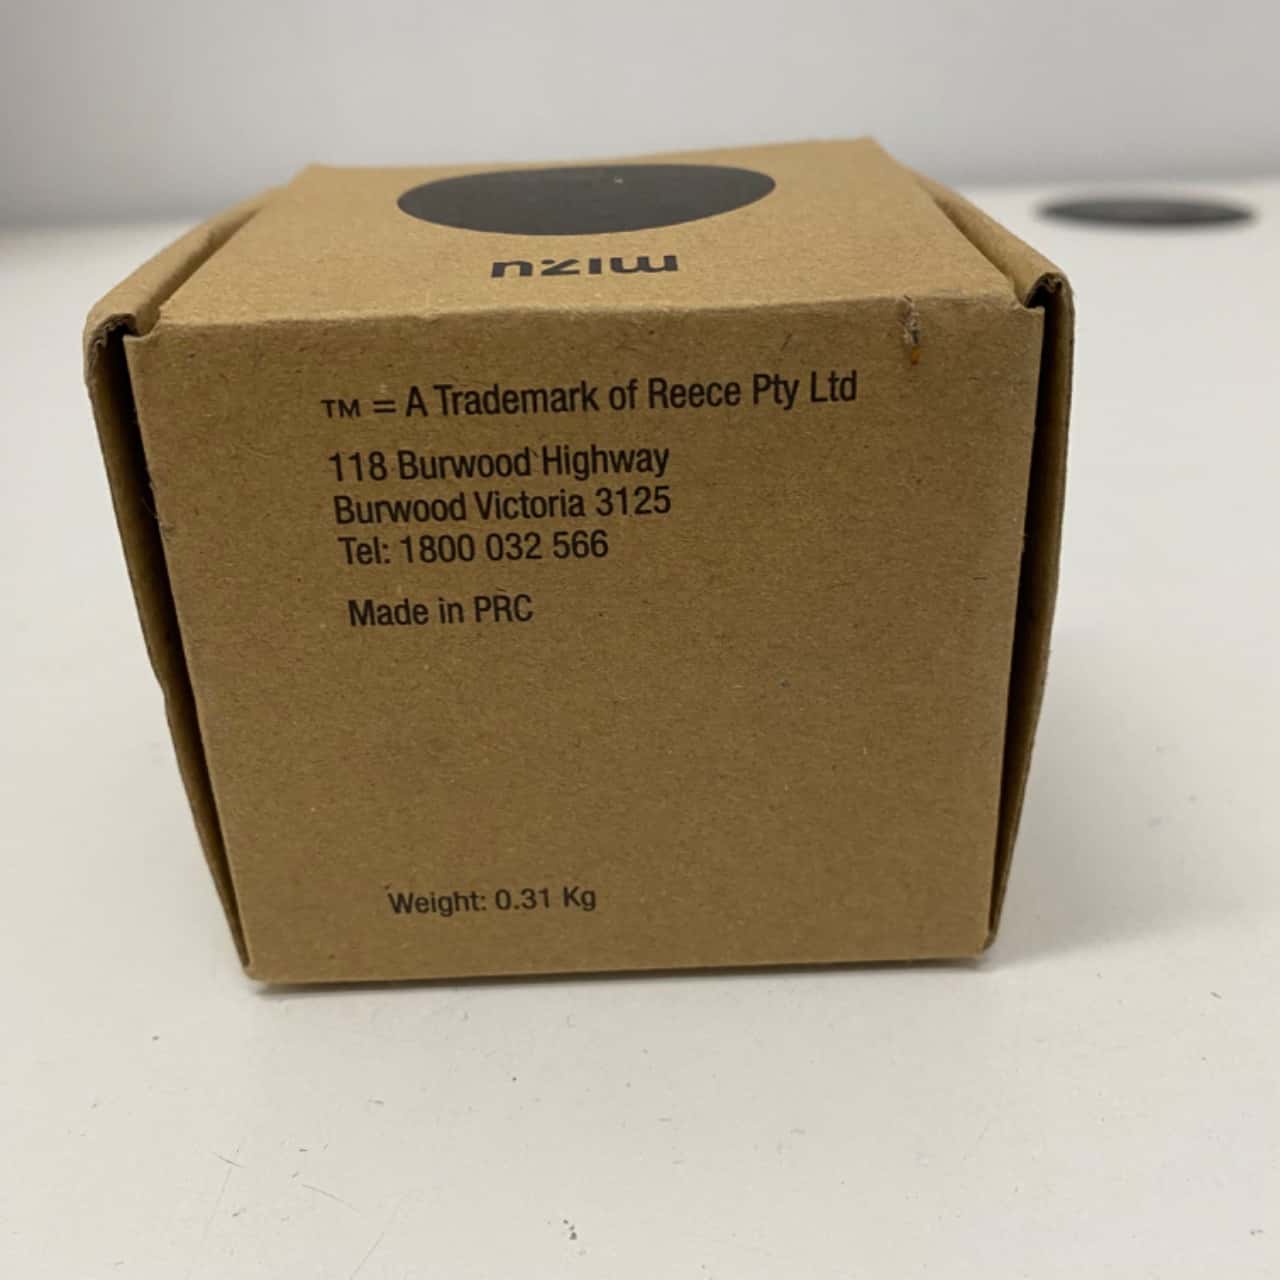 mizu
™ = A Trademark of Reece Pty Ltd
118 Burwood Highway
Burwood Victoria 3125
Tel: 1800 032 566
Made in PRC
Weight: 0.31 Kg